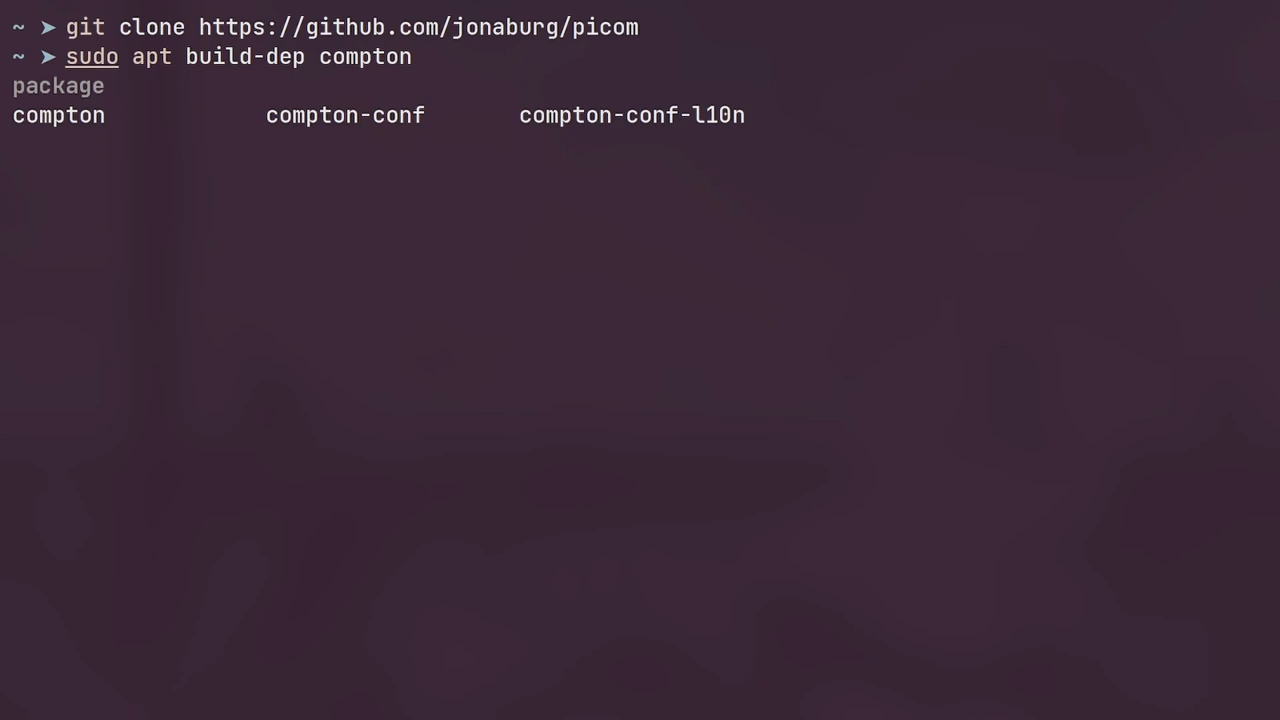 ~ ➤ git clone https://github.com/jonaburg/picom
~ ➤ sudo apt build-dep compton
package
compton compton-conf compton-conf-l10n